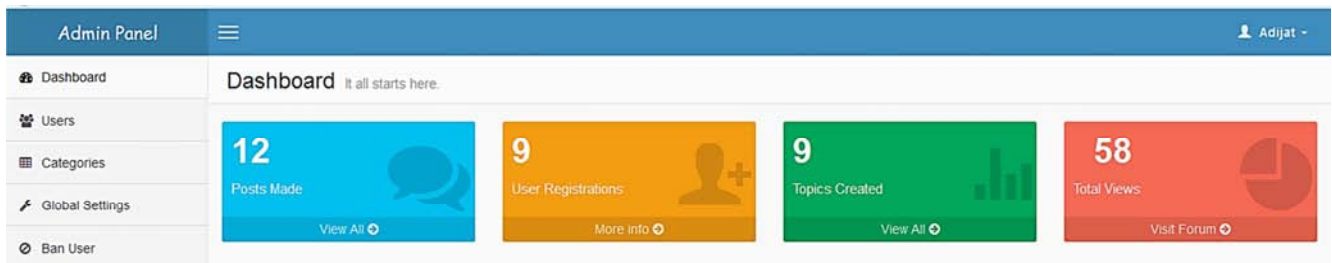 Admin Panel
Adijat
Dashboard
Users
Categories
Global Settings
Ban User
Dashboard It all starts here.
12
Posts Made
View All
9
User Registrations
More info
9
Topics Created
View All
58
Total Views
Visit Forum